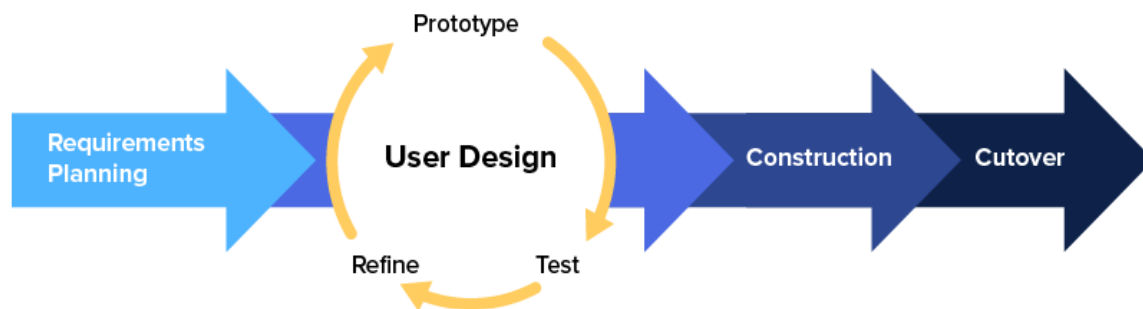 Prototype
Requirements
Planning
User Design
Construction
Cutover
Refine
Test